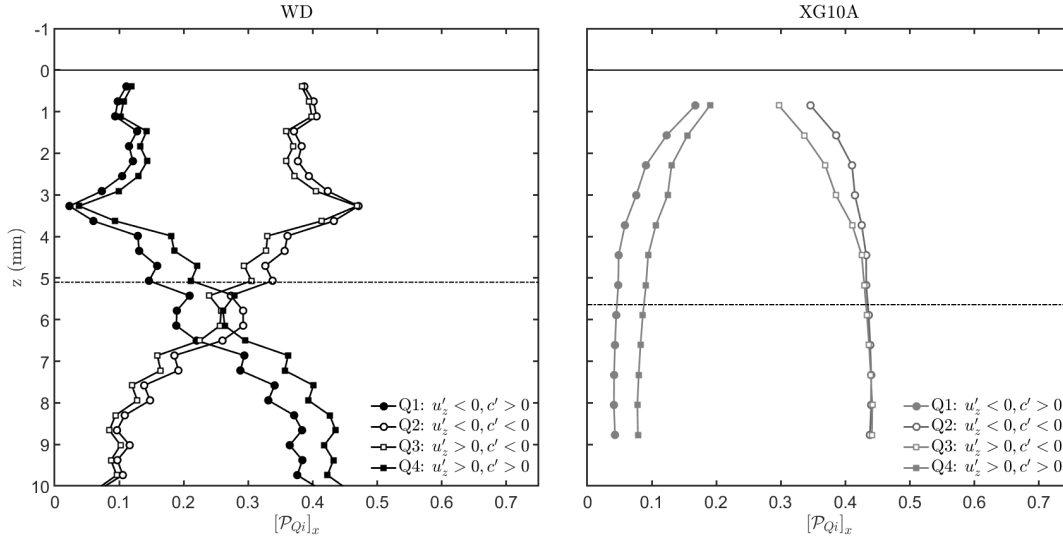 WD
-1
0
1
2
3
4
5
6
7
8
9
10
z (mm)
Q1: u′z < 0, c′ > 0
Q2: u′z < 0, c′ < 0
Q3: u′z > 0, c′ < 0
Q4: u′z > 0, c′ > 0
0 0.1 0.2 0.3 0.4 0.5 0.6 0.7
[𝒫Qi]x
XG10A
Q1: u′z < 0, c′ > 0
Q2: u′z < 0, c′ < 0
Q3: u′z > 0, c′ < 0
Q4: u′z > 0, c′ > 0
0 0.1 0.2 0.3 0.4 0.5 0.6 0.7
[𝒫Qi]x